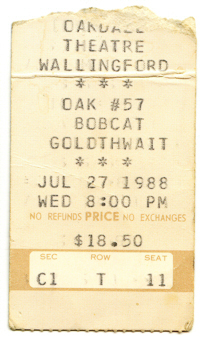 OAKDALE
THEATRE
WALLINGFORD
* * *
OAK #57
BOBCAT
GOLDTHWAIT
* * *
JUL 27 1988
WED 8:00 PM
NO REFUNDS PRICE NO EXCHANGES
$18.50
SEC ROW SEAT
C1 T 11